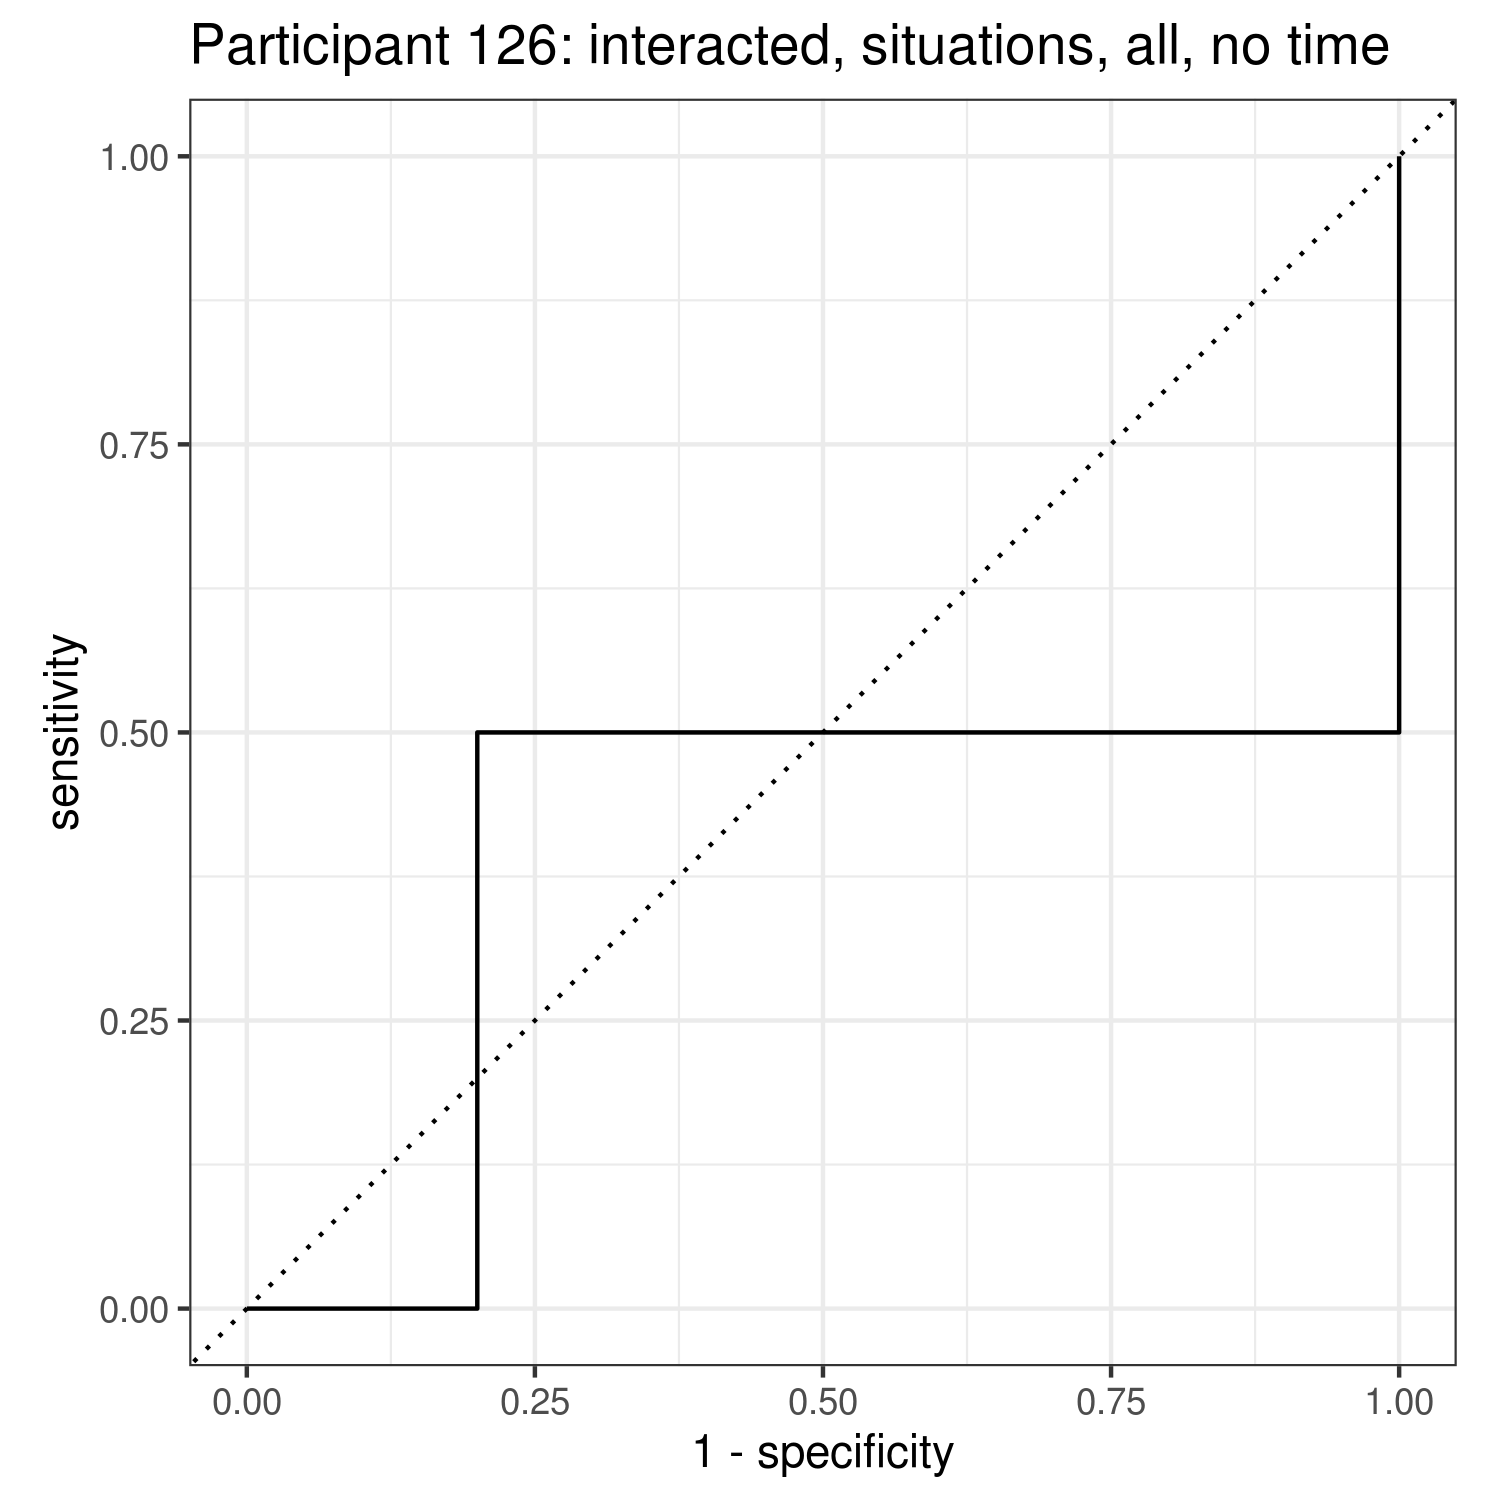 Participant 126: interacted, situations, all, no time
1.00
0.75
0.50
0.25
0.00
sensitivity
0.00 0.25 0.50 0.75 1.00
1 - specificity